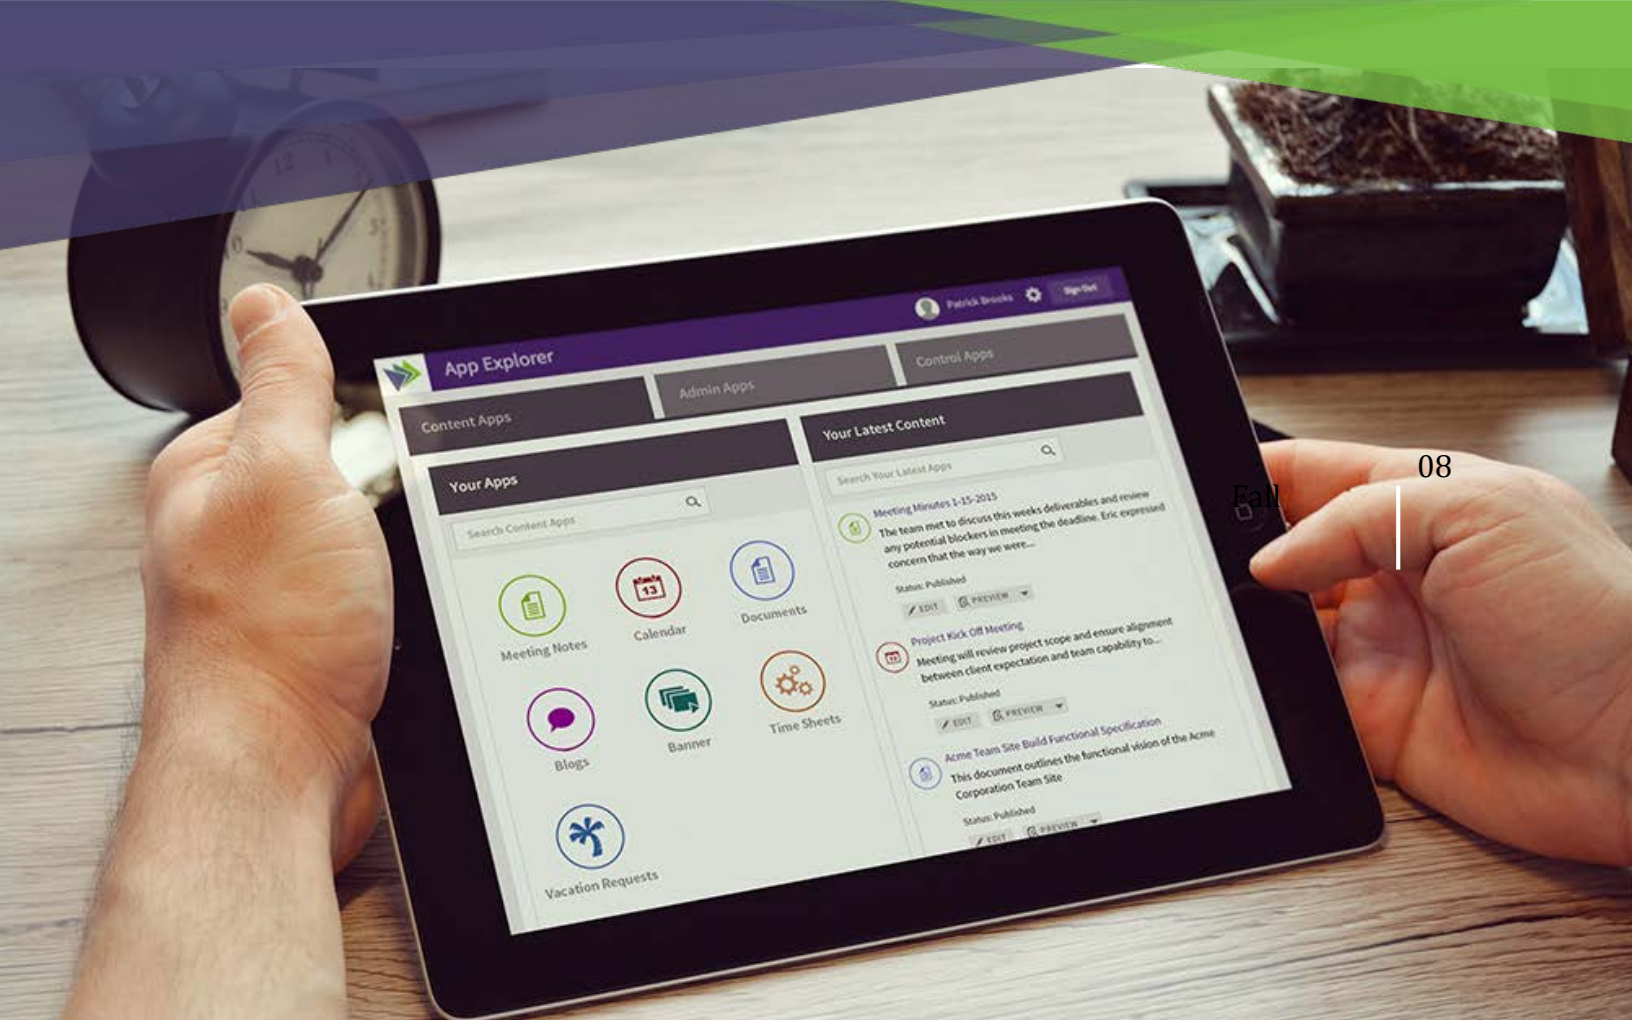 12
1
App Explorer
Patrick Brooks
Sign Out
Content Apps
Admin Apps
Control Apps
Your Apps
Search Content Apps
Meeting Notes
Calendar
13
Documents
Blogs
Banner
Time Sheets
Vacation Requests
Your Latest Content
Search Your Latest Apps
Meeting Minutes 1-15-2015
The team met to discuss this weeks deliverables and review
any potential blockers in meeting the deadline. Eric expressed
concern that the way we were...
Status: Published
EDIT
PREVIEW
Project Kick Off Meeting
Meeting will review project scope and ensure alignment
between client expectation and team capability to...
Status: Published
EDIT
PREVIEW
Acme Team Site Build Functional Specification
This document outlines the functional vision of the Acme
Corporation Team Site
Status: Published
EDIT
PREVIEW
08
Fall